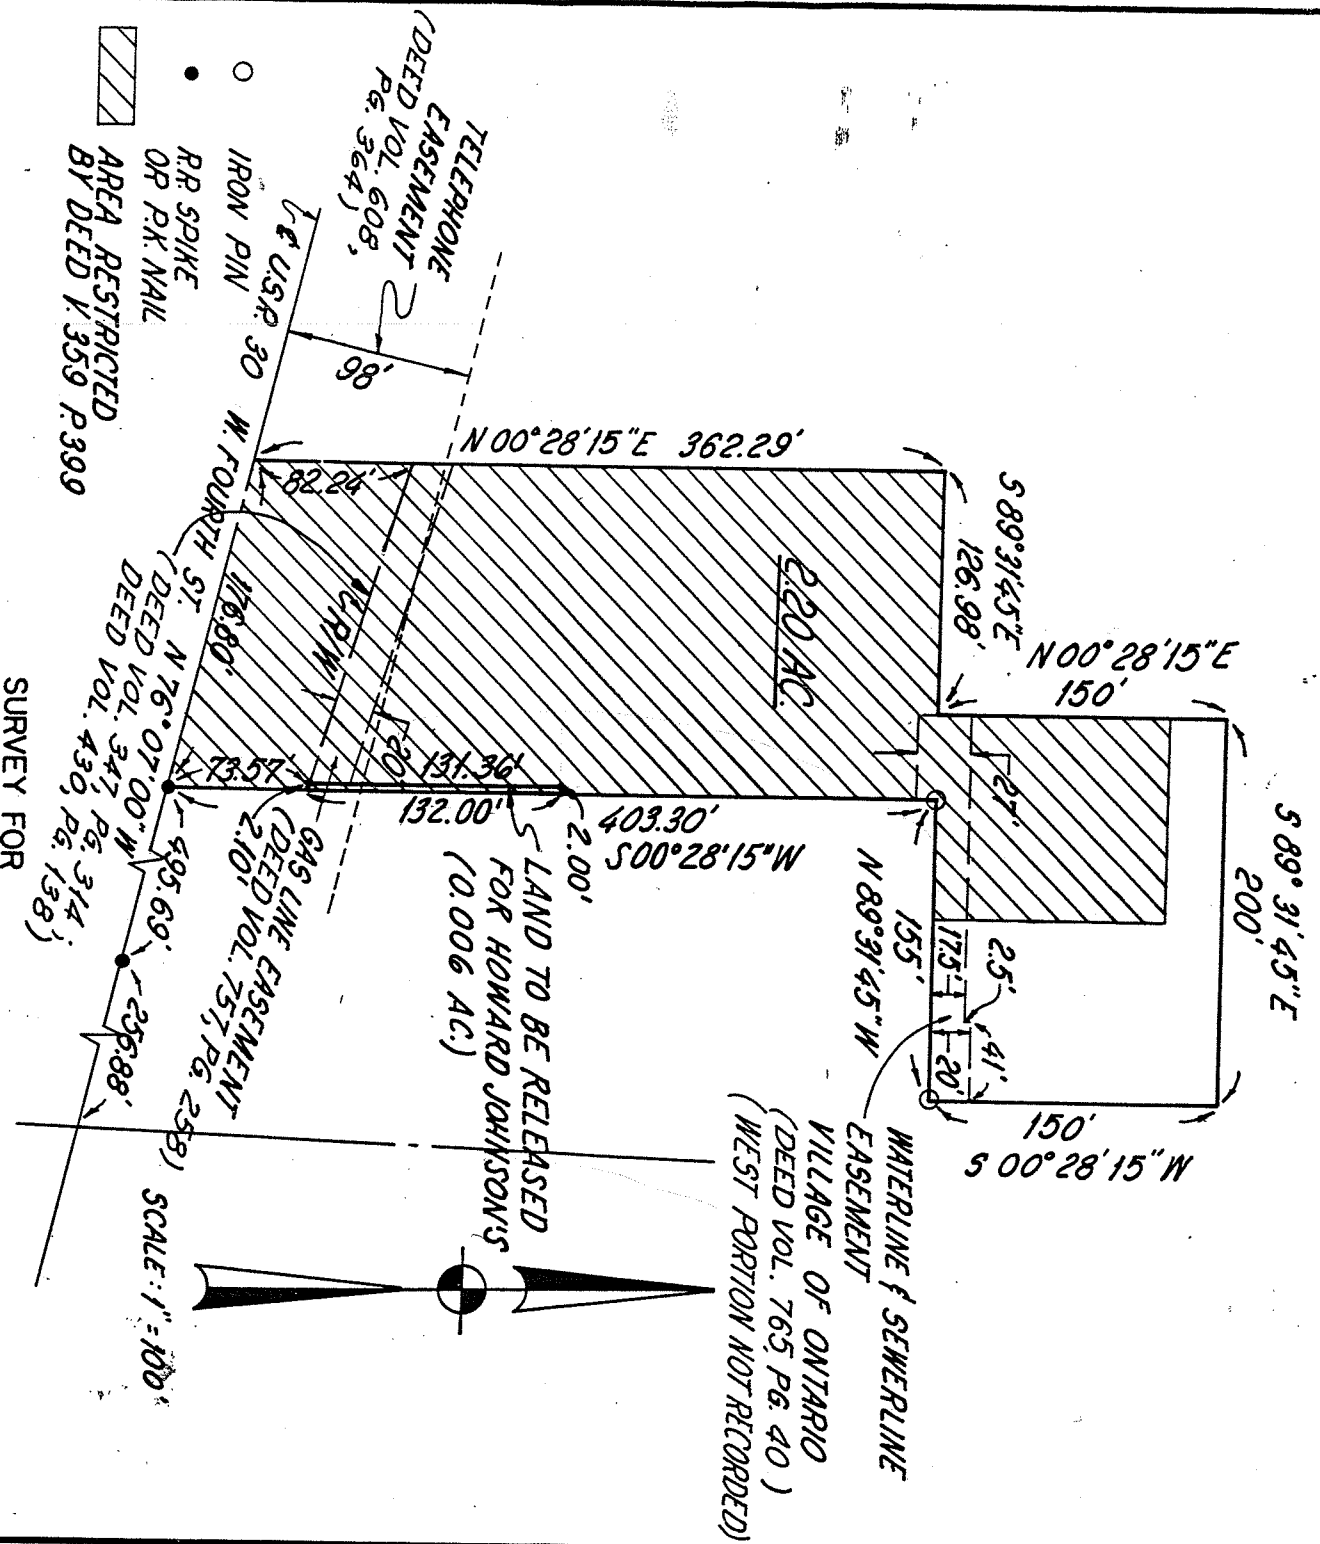 S 89° 31' 45" E
200'
N 00° 28' 15" E
150'
150'
S 00° 28' 15" W
S 89° 31' 45" E
126.98'
27'
2.5'
17.5'
41'
20'
155'
N 89° 31' 45" W
N 00° 28' 15" E 362.29'
2.20 AC.
WATERLINE & SEWERLINE
EASEMENT
VILLAGE OF ONTARIO
(DEED VOL. 765, PG. 40)
(WEST PORTION NOT RECORDED)
403.30'
S 00° 28' 15" W
2.00'
131.36'
132.00'
LAND TO BE RELEASED
FOR HOWARD JOHNSON'S
(0.006 AC.)
TELEPHONE
EASEMENT
(DEED VOL. 608,
PG. 364)
98'
82.24'
℄ R/W
20'
73.57'
2.10'
GAS LINE EASEMENT
(DEED VOL. 757, PG. 258)
℄ U.S.R. 30 W. FOURTH ST. N 76° 07' 00" W
176.80'
(DEED VOL. 347, PG. 314;
DEED VOL. 430, PG. 138)
495.69'
256.88'
SCALE: 1" = 100'
IRON PIN
R.R. SPIKE
OR P.K. NAIL
AREA RESTRICTED
BY DEED V. 359 P. 399
SURVEY FOR